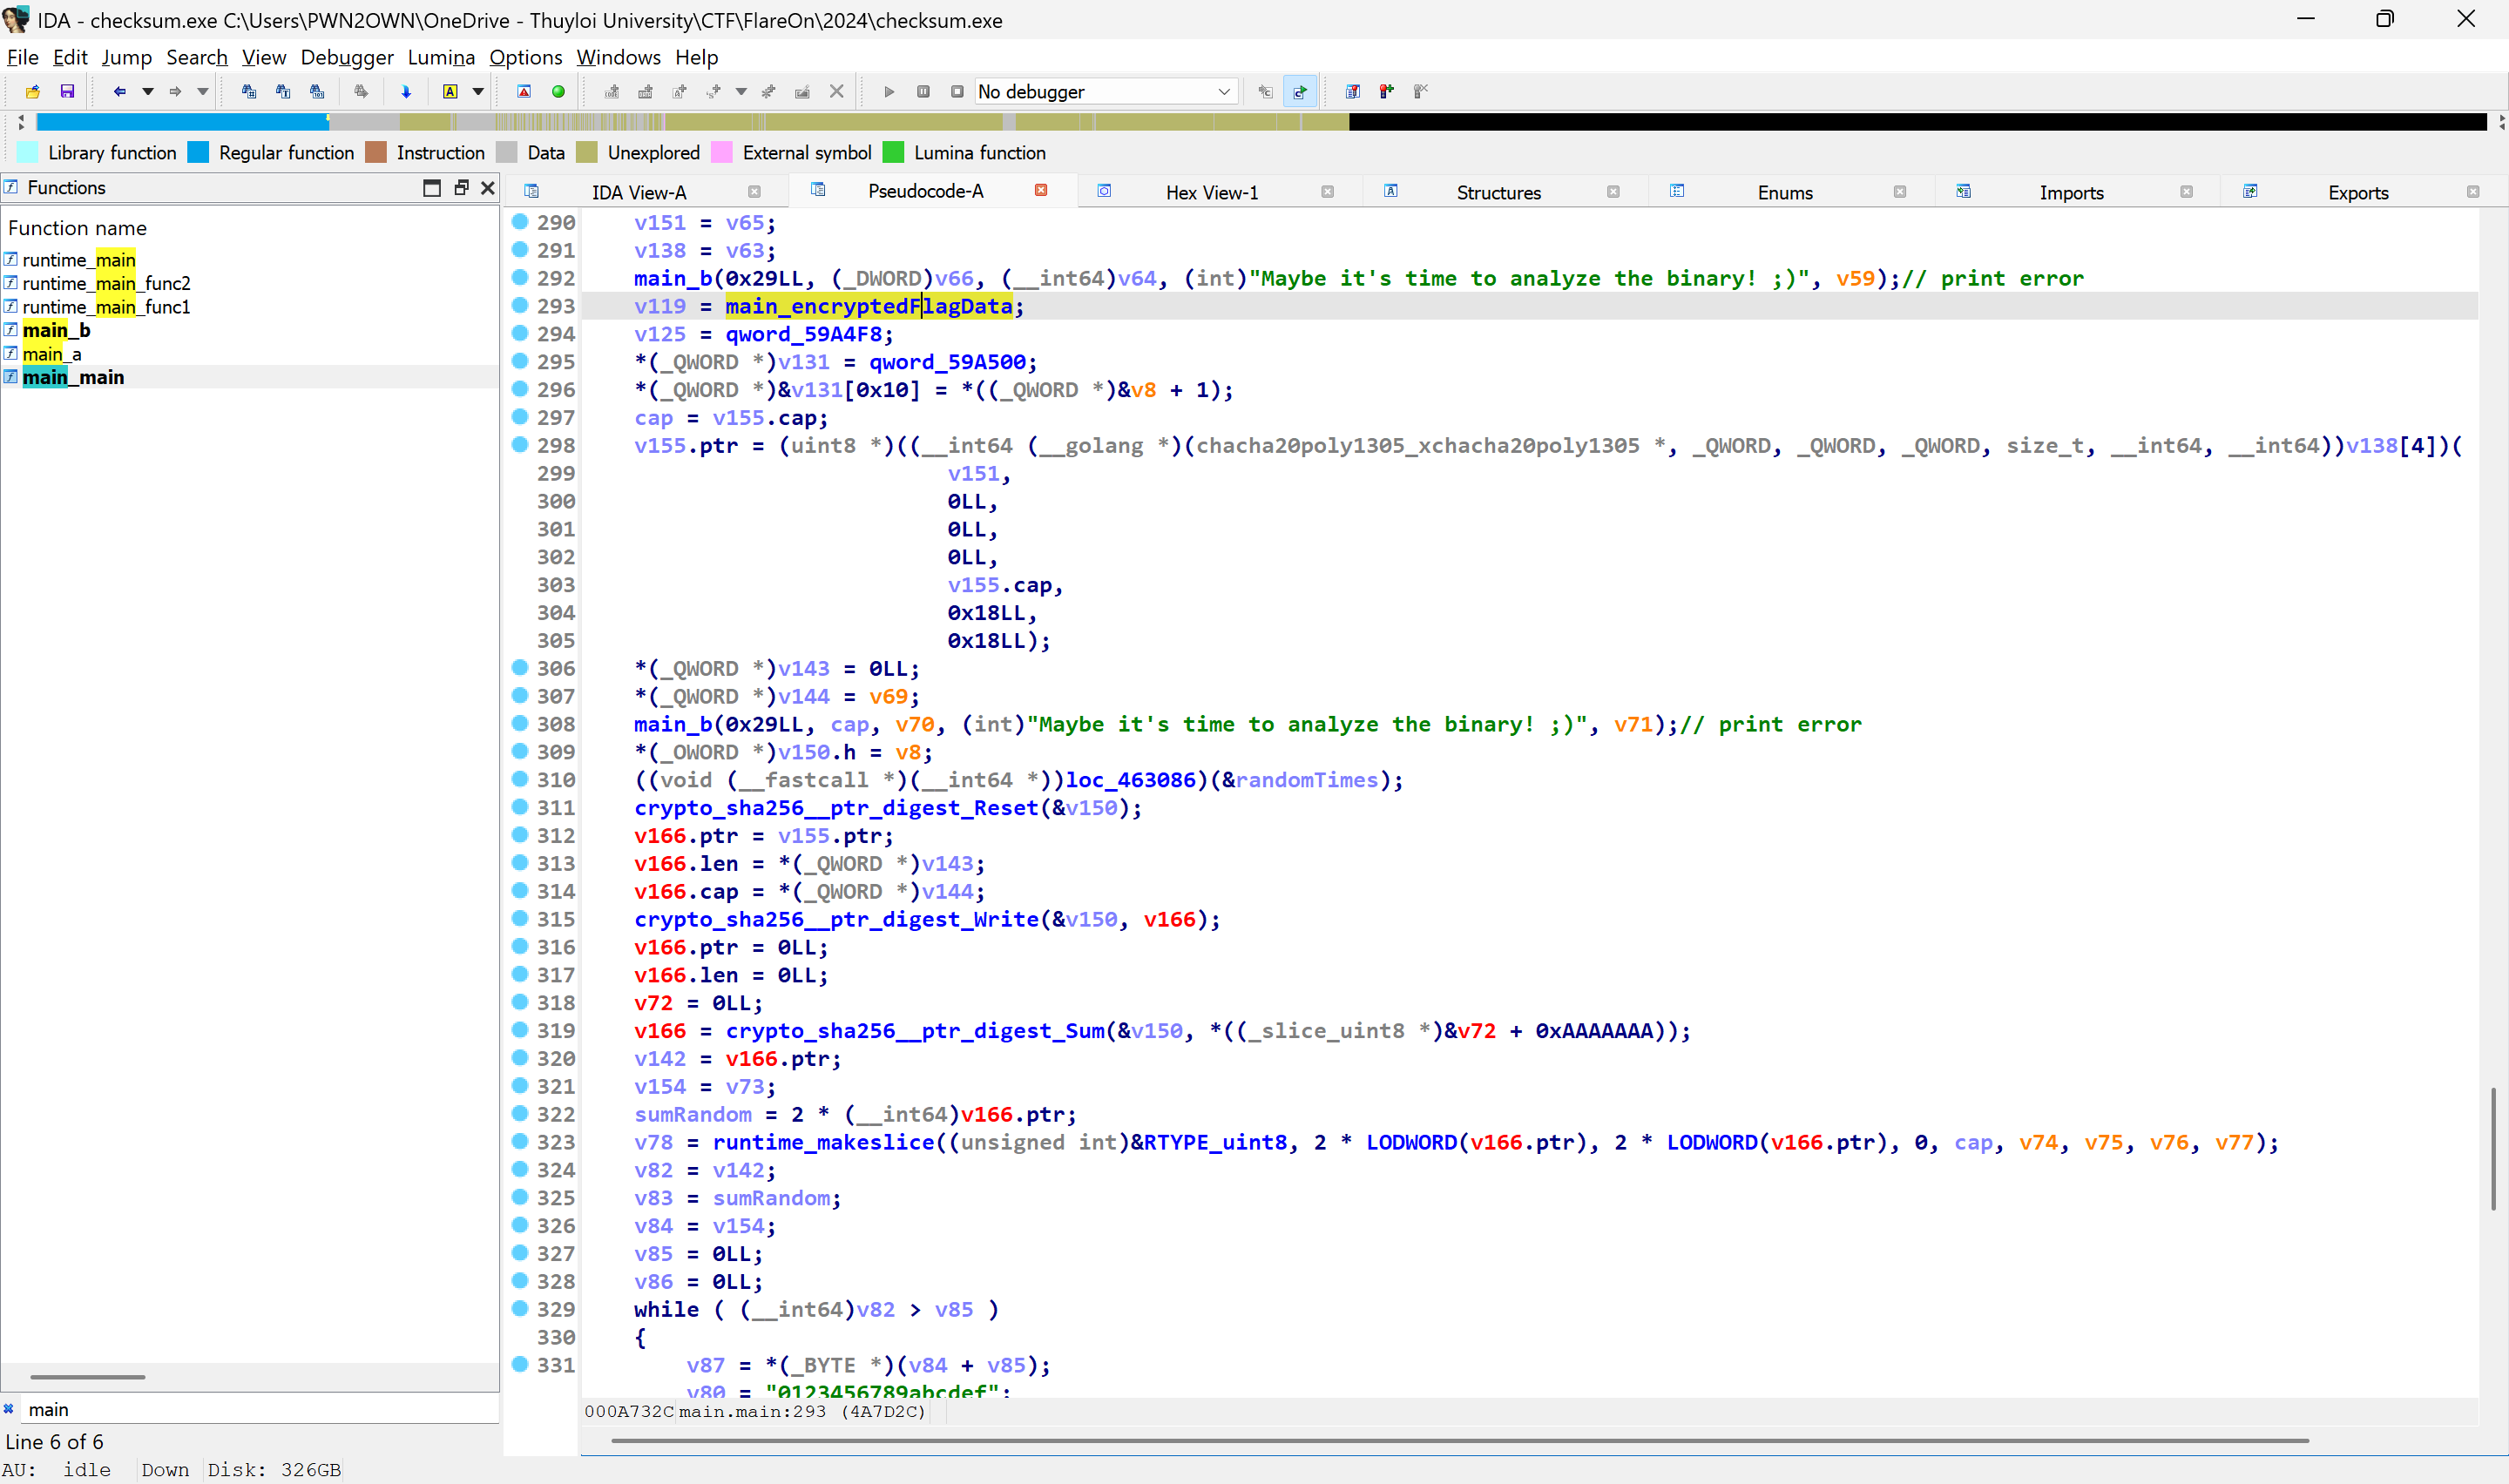 IDA - checksum.exe C:\Users\PWN2OWN\OneDrive - Thuyloi University\CTF\FlareOn\2024\checksum.exe
File Edit Jump Search View Debugger Lumina Options Windows Help
No debugger
Library function Regular function Instruction Data Unexplored External symbol Lumina function
Functions
Function name
runtime_main
runtime_main_func2
runtime_main_func1
main_b
main_a
main_main
main
Line 6 of 6
IDA View-A Pseudocode-A Hex View-1 Structures Enums Imports Exports
290 v151 = v65;
291 v138 = v63;
292 main_b(0x29LL, (_DWORD)v66, (__int64)v64, (int)"Maybe it's time to analyze the binary! ;)", v59);// print error
293 v119 = main_encryptedFlagData;
294 v125 = qword_59A4F8;
295 *(_QWORD *)v131 = qword_59A500;
296 *(_QWORD *)&v131[0x10] = *((_QWORD *)&v8 + 1);
297 cap = v155.cap;
298 v155.ptr = (uint8 *)((__int64 (__golang *)(chacha20poly1305_xchacha20poly1305 *, _QWORD, _QWORD, _QWORD, size_t, __int64, __int64))v138[4])(
299 v151,
300 0LL,
301 0LL,
302 0LL,
303 v155.cap,
304 0x18LL,
305 0x18LL);
306 *(_QWORD *)v143 = 0LL;
307 *(_QWORD *)v144 = v69;
308 main_b(0x29LL, cap, v70, (int)"Maybe it's time to analyze the binary! ;)", v71);// print error
309 *(_OWORD *)v150.h = v8;
310 ((void (__fastcall *)(__int64 *))loc_463086)(&randomTimes);
311 crypto_sha256__ptr_digest_Reset(&v150);
312 v166.ptr = v155.ptr;
313 v166.len = *(_QWORD *)v143;
314 v166.cap = *(_QWORD *)v144;
315 crypto_sha256__ptr_digest_Write(&v150, v166);
316 v166.ptr = 0LL;
317 v166.len = 0LL;
318 v72 = 0LL;
319 v166 = crypto_sha256__ptr_digest_Sum(&v150, *((_slice_uint8 *)&v72 + 0xAAAAAAA));
320 v142 = v166.ptr;
321 v154 = v73;
322 sumRandom = 2 * (__int64)v166.ptr;
323 v78 = runtime_makeslice((unsigned int)&RTYPE_uint8, 2 * LODWORD(v166.ptr), 2 * LODWORD(v166.ptr), 0, cap, v74, v75, v76, v77);
324 v82 = v142;
325 v83 = sumRandom;
326 v84 = v154;
327 v85 = 0LL;
328 v86 = 0LL;
329 while ( (__int64)v82 > v85 )
330 {
331 v87 = *(_BYTE *)(v84 + v85);
v80 = "0123456789abcdef";
000A732C main.main:293 (4A7D2C)
AU: idle Down Disk: 326GB